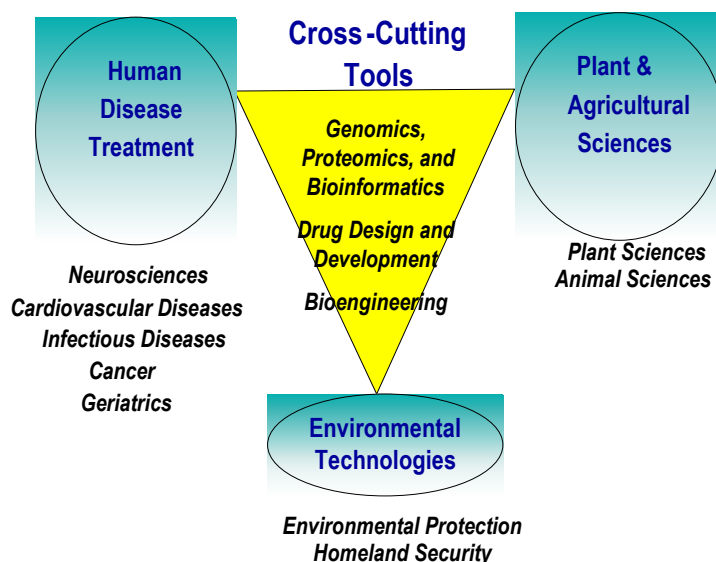 Human
Disease
Treatment
Neurosciences
Cardiovascular Diseases
Infectious Diseases
Cancer
Geriatrics
Cross-Cutting
Tools
Genomics,
Proteomics, and
Bioinformatics
Drug Design and
Development
Bioengineering
Plant &
Agricultural
Sciences
Plant Sciences
Animal Sciences
Environmental
Technologies
Environmental Protection
Homeland Security